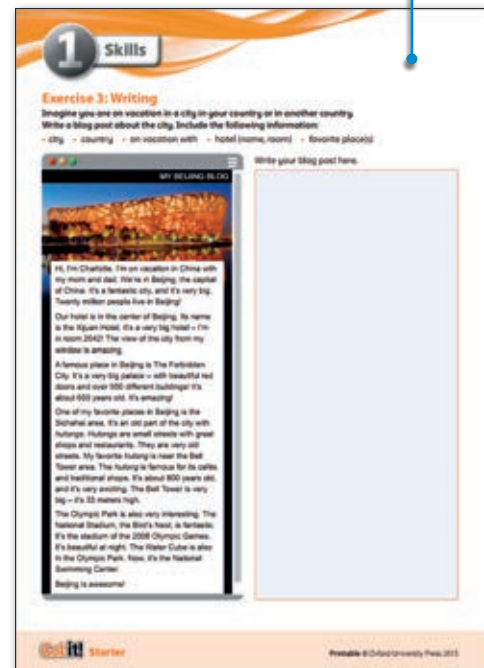 1
Skills
Exercise 3: Writing
Imagine you are on vacation in a city in your country or in another country.
Write a blog post about the city. Include the following information:
• city • country • on vacation with • hotel (name, room) • favorite place(s)
Write your blog post here.
MY BEIJING BLOG
Hi, I'm Charlotte. I'm on vacation in China with
my mom and dad. We're in Beijing, the capital
of China. It's a fantastic city, and it's very big.
Twenty million people live in Beijing!
Our hotel is in the center of Beijing. Its name
is the Xijuan Hotel. It's a very big hotel – I'm
in room 2042! The view of the city from my
window is amazing.
A famous place in Beijing is The Forbidden
City. It's a very big palace – with beautiful red
doors and over 900 different buildings! It's
about 600 years old. It's amazing!
One of my favorite places in Beijing is the
Shichahai area. It's an old part of the city with
hutongs. Hutongs are small streets with great
shops and restaurants. They are very old
streets. My favorite hutong is near the Bell
Tower area. The hutong is famous for its cafés
and traditional shops. It's about 800 years old,
and it's very exciting. The Bell Tower is very
big – it's 33 meters high.
The Olympic Park is also very interesting. The
National Stadium, the Bird's Nest, is fantastic.
It's the stadium of the 2008 Olympic Games.
It's beautiful at night. The Water Cube is also
in the Olympic Park. Now, it's the National
Swimming Center.
Beijing is awesome!
Got it! Starter
Printable © Oxford University Press 2015